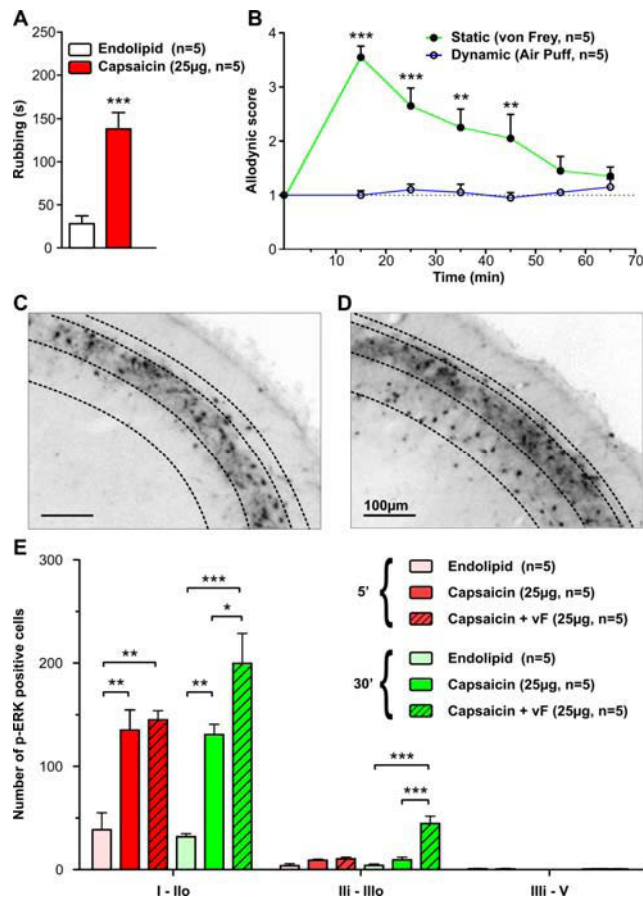 A
Endolipid (n=5)
Capsaicin (25µg, n=5)
250
200
150
100
50
0
Rubbing (s)
***
B
Static (von Frey, n=5)
Dynamic (Air Puff, n=5)
4
3
2
1
0
Allodynic score
***
***
**
**
10
20
30
40
50
60
70
Time (min)
C
D
100µm
E
300
200
100
0
Number of p-ERK positive cells
**
**
***
*
**
***
***
I - IIo
IIi - IIIo
IIIi - V
5'
Endolipid (n=5)
Capsaicin (25µg, n=5)
Capsaicin + vF (25µg, n=5)
30'
Endolipid (n=5)
Capsaicin (25µg, n=5)
Capsaicin + vF (25µg, n=5)